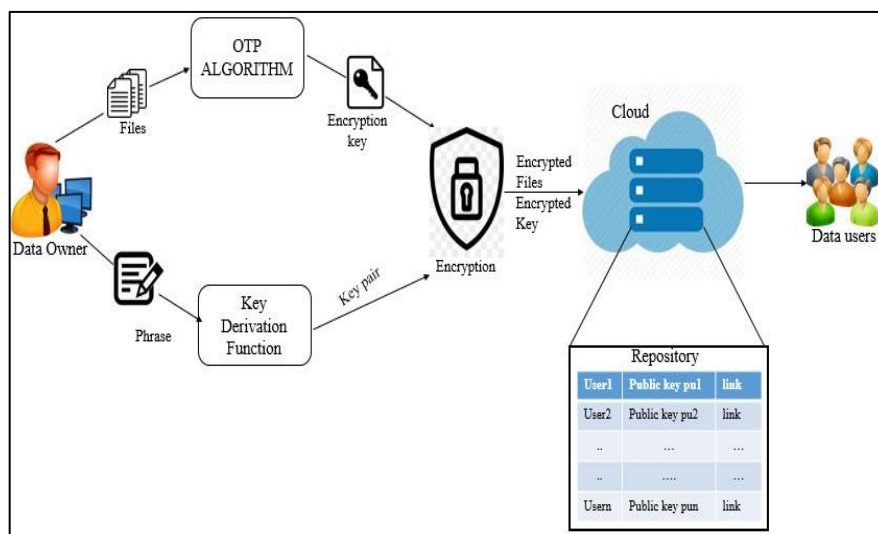 OTP
ALGORITHM
Files
Encryption
key
Cloud
Encrypted
Files
Encrypted
Key
Data Owner
Data users
Encryption
Key pair
Phrase
Key
Derivation
Function
Repository
User1 Public key pu1 link
User2 Public key pu2 link
.. ... ...
.. .... ...
Usern Public key pun link